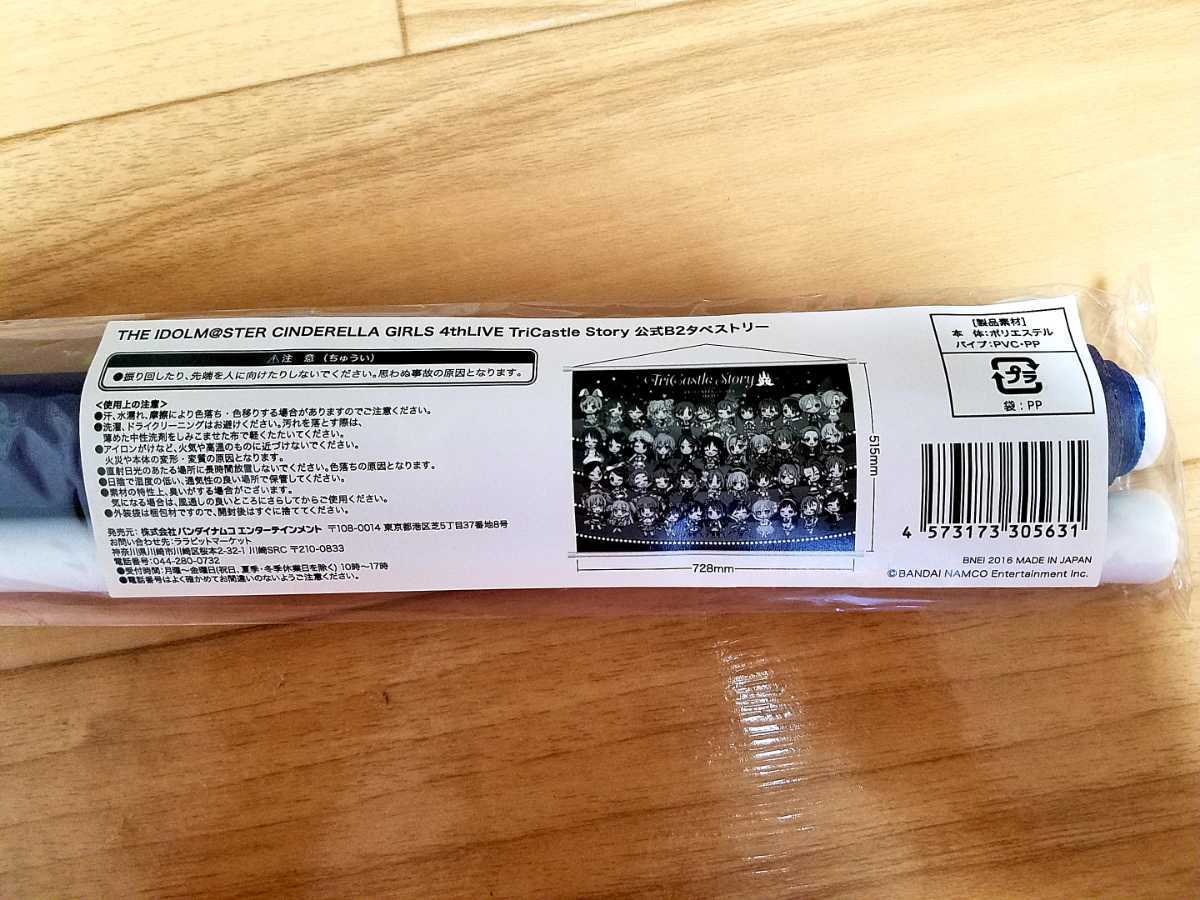 THE IDOLM@STER CINDERELLA GIRLS 4thLIVE TriCastle Story 公式B2タペストリー
⚠注 意 (ちゅうい)
●振り回したり、先端を人に向けたりしないでください。思わぬ事故の原因となります。
<使用上の注意>
●汗、水濡れ、摩擦により色落ち・色移りする場合がありますのでご注意ください。
●洗濯、ドライクリーニングはお避けください。汚れを落とす際は、
薄めた中性洗剤をしみこませた布で軽くたたいてください。
●アイロンがけなど、火気や高温のものに近づけないでください。
火災や本体の変形・変質の原因となります。
●直射日光のあたる場所に長時間放置しないでください。色落ちの原因となります。
●日陰で湿度の低い、通気性の良い場所で保管してください。
●素材の特性上、臭いがする場合がございます。
気になる場合は、風通しの良いところにさらしてからご使用ください。
●外装袋は梱包材ですので、開封後はすぐに捨ててください。
発売元:株式会社バンダイナムコエンターテインメント 〒108-0014 東京都港区芝5丁目37番地8号
お問い合わせ先:ララビットマーケット
神奈川県川崎市川崎区桜本2-32-1 川崎SRC 〒210-0833
電話番号:044-280-0732
●受付時間:月曜~金曜日(祝日、夏季・冬季休業日を除く) 10時~17時
●電話番号はよく確かめてお間違いのないようご注意ください。
TriCastle Story
515mm
728mm
[製品素材]
本 体:ポリエステル
パイプ:PVC・PP
プラ
袋:PP
4 573173 305631
BNEI 2016 MADE IN JAPAN
©BANDAI NAMCO Entertainment Inc.